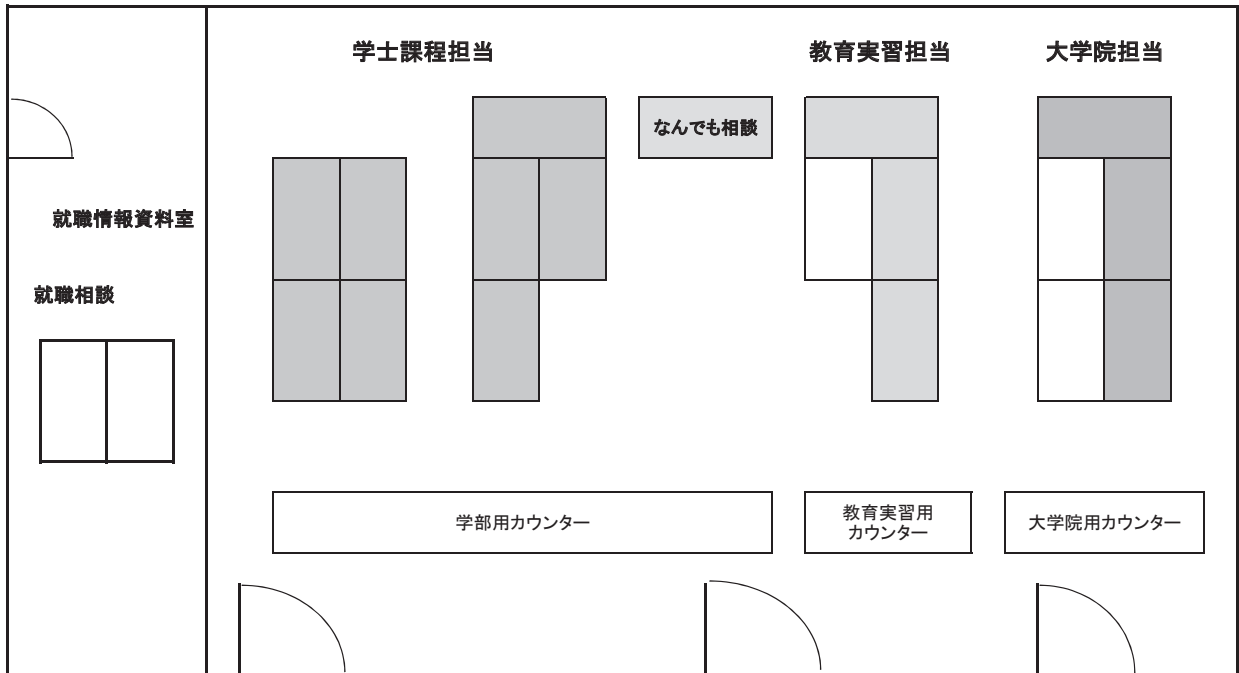 学士課程担当
教育実習担当
大学院担当
なんでも相談
就職情報資料室
就職相談
学部用カウンター
教育実習用
カウンター
大学院用カウンター